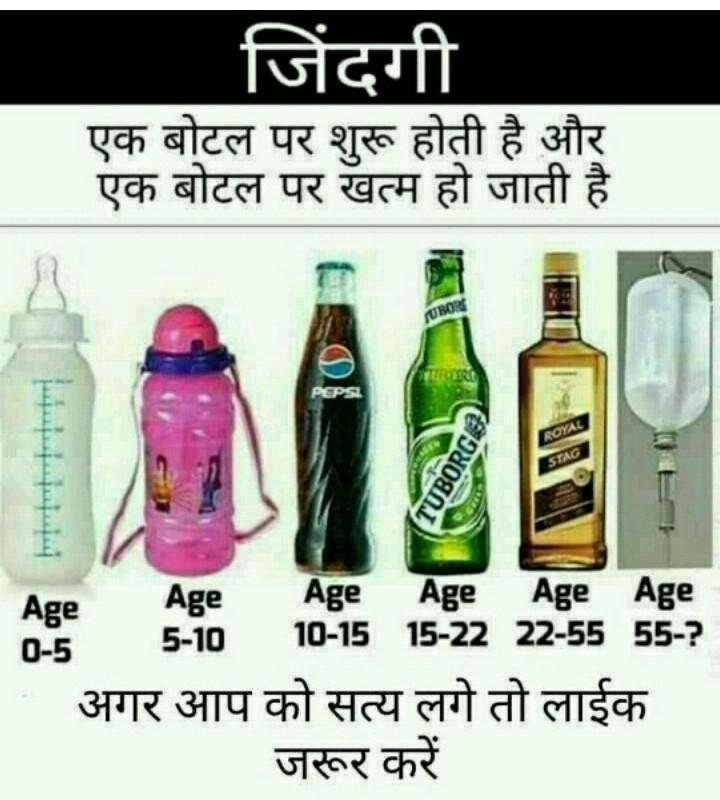 जिंदगी
एक बोटल पर शुरू होती है और
एक बोटल पर खत्म हो जाती है
PEPSI
TUBORG
TUBORG
TUBORG
ROYAL
STAG
Age Age Age Age Age Age
0-5 5-10 10-15 15-22 22-55 55-?
अगर आप को सत्य लगे तो लाईक
जरूर करें